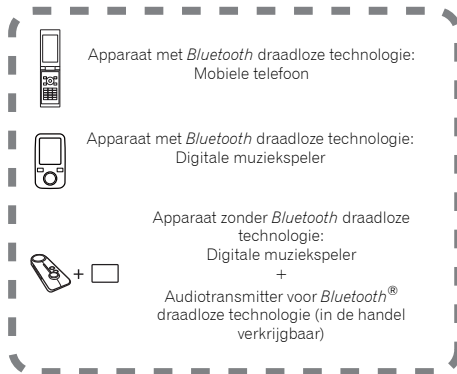 Apparaat met Bluetooth draadloze technologie:
Mobiele telefoon
Apparaat met Bluetooth draadloze technologie:
Digitale muziekspeler
Apparaat zonder Bluetooth draadloze
technologie:
Digitale muziekspeler
+
+
Audiotransmitter voor Bluetooth®
draadloze technologie (in de handel
verkrijgbaar)